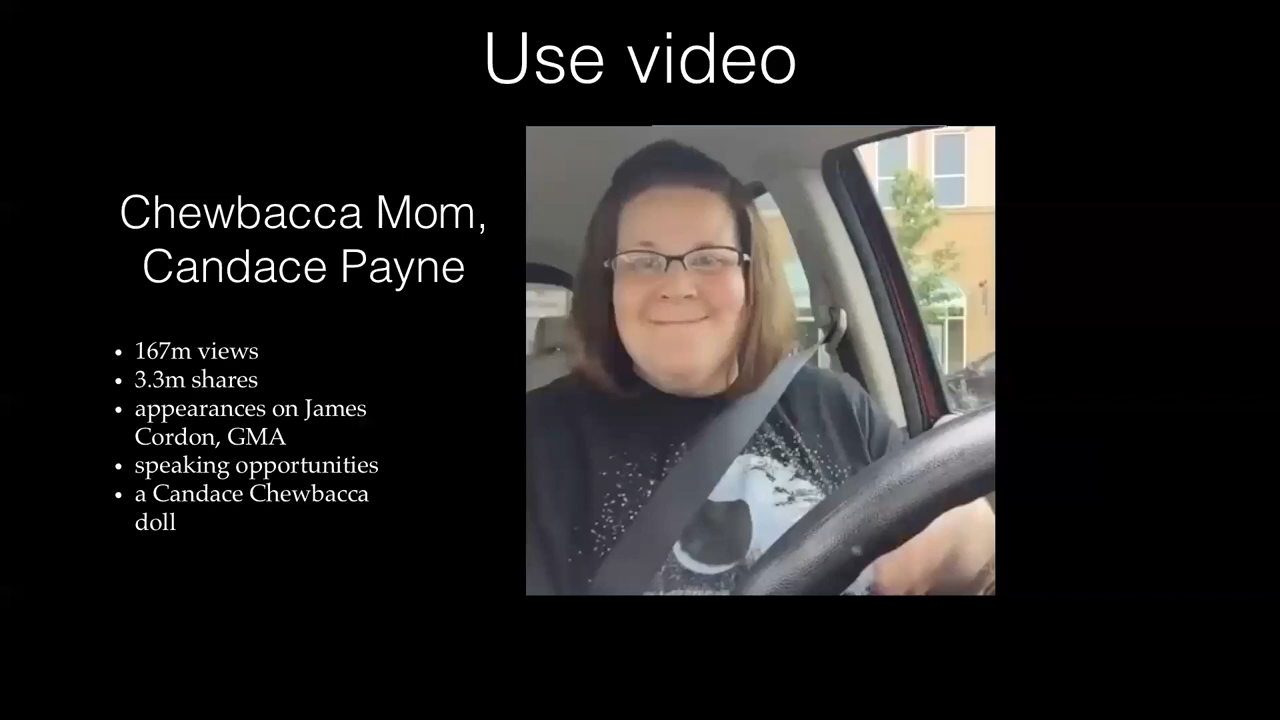 Use video
Chewbacca Mom,
Candace Payne
• 167m views
• 3.3m shares
• appearances on James
Cordon, GMA
• speaking opportunities
• a Candace Chewbacca
doll